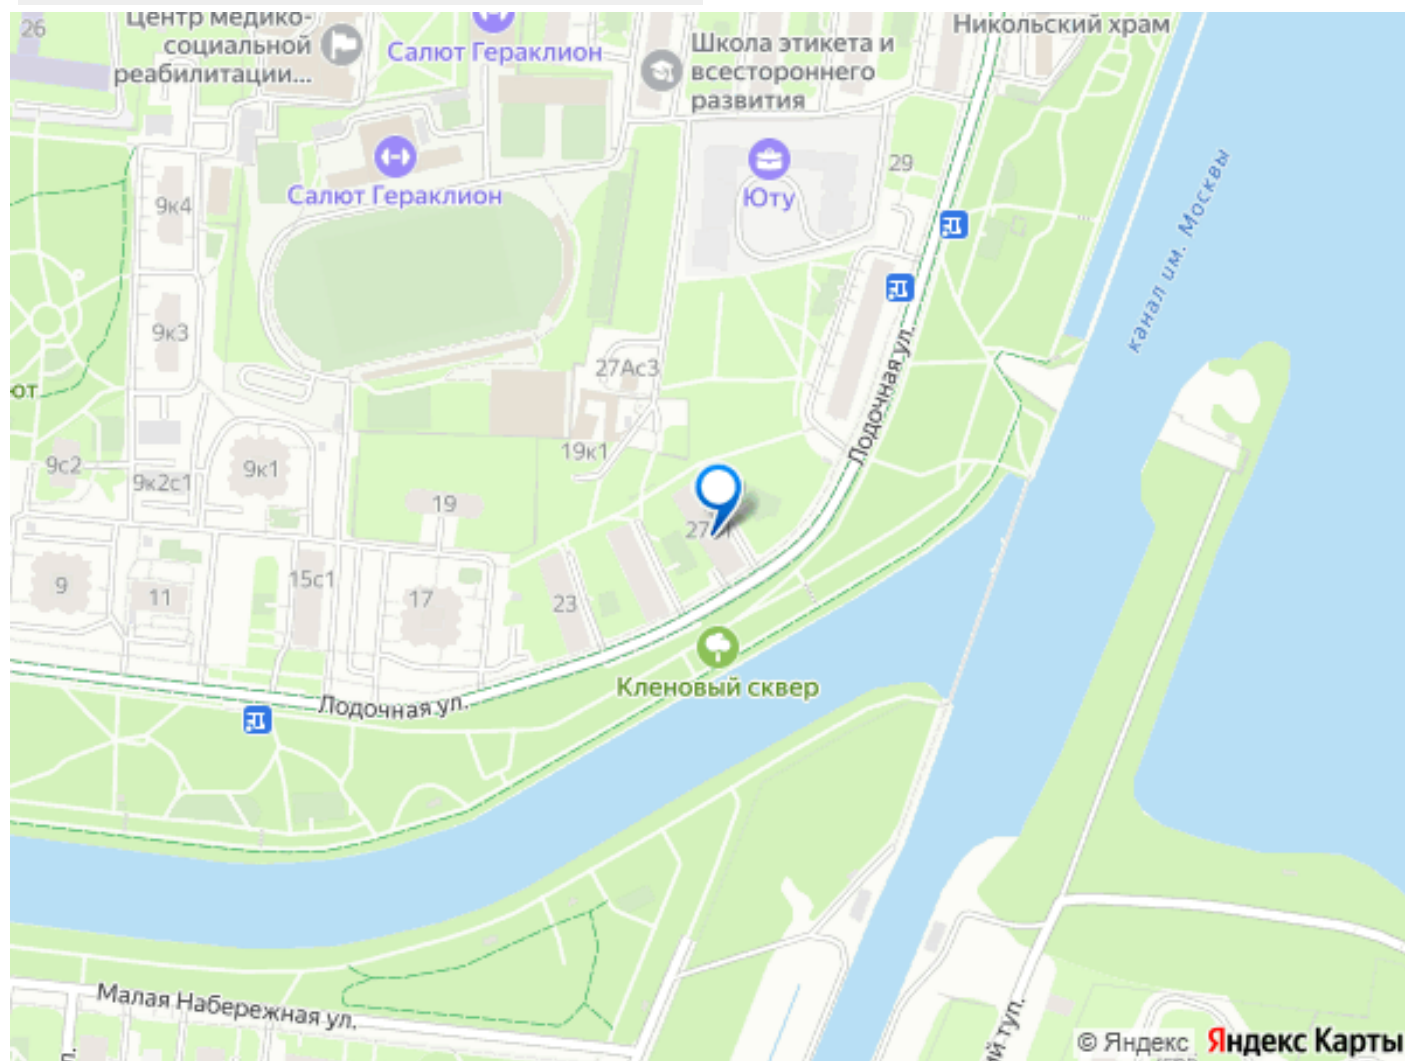 26
Центр медико-
социальной
реабилитации...
Салют Гераклион
Школа этикета и
всестороннего
развития
Никольский храм
Салют Гераклион
Юту
29
9к4
9к3
канал им. Москвы
27Ас3
Лодочная ул.
9с2
9к2с1
9к1
19к1
19
9
11
15с1
17
23
Кленовый сквер
Лодочная ул.
Малая Набережная ул.
© Яндекс Яндекс Карты